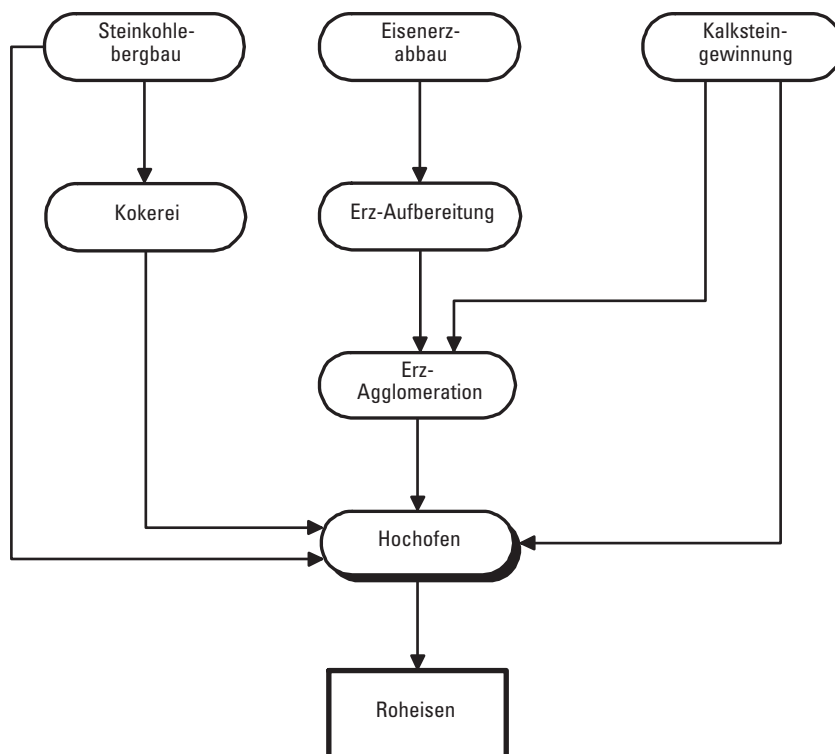 Steinkohle-
bergbau
Eisenerz-
abbau
Kalkstein-
gewinnung
Kokerei
Erz-Aufbereitung
Erz-
Agglomeration
Hochofen
Roheisen